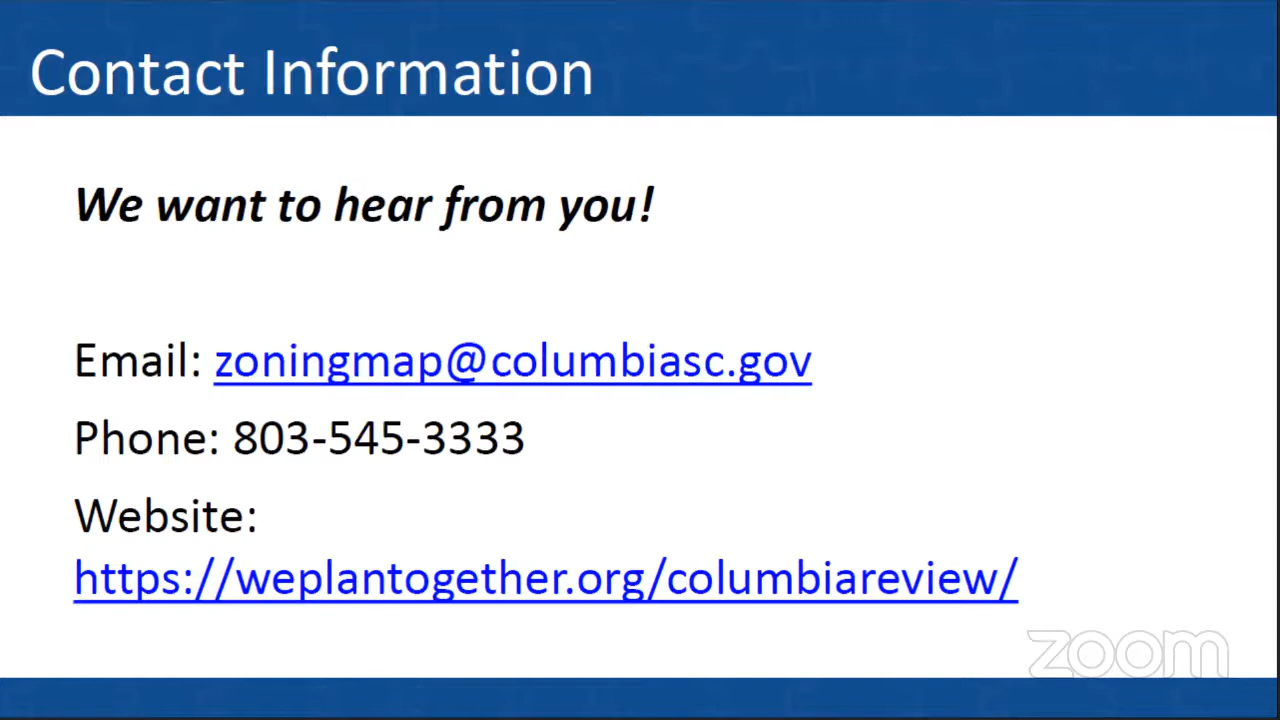 Contact Information
We want to hear from you!
Email: zoningmap@columbiasc.gov
Phone: 803-545-3333
Website:
https://weplantogether.org/columbiareview/
zoom